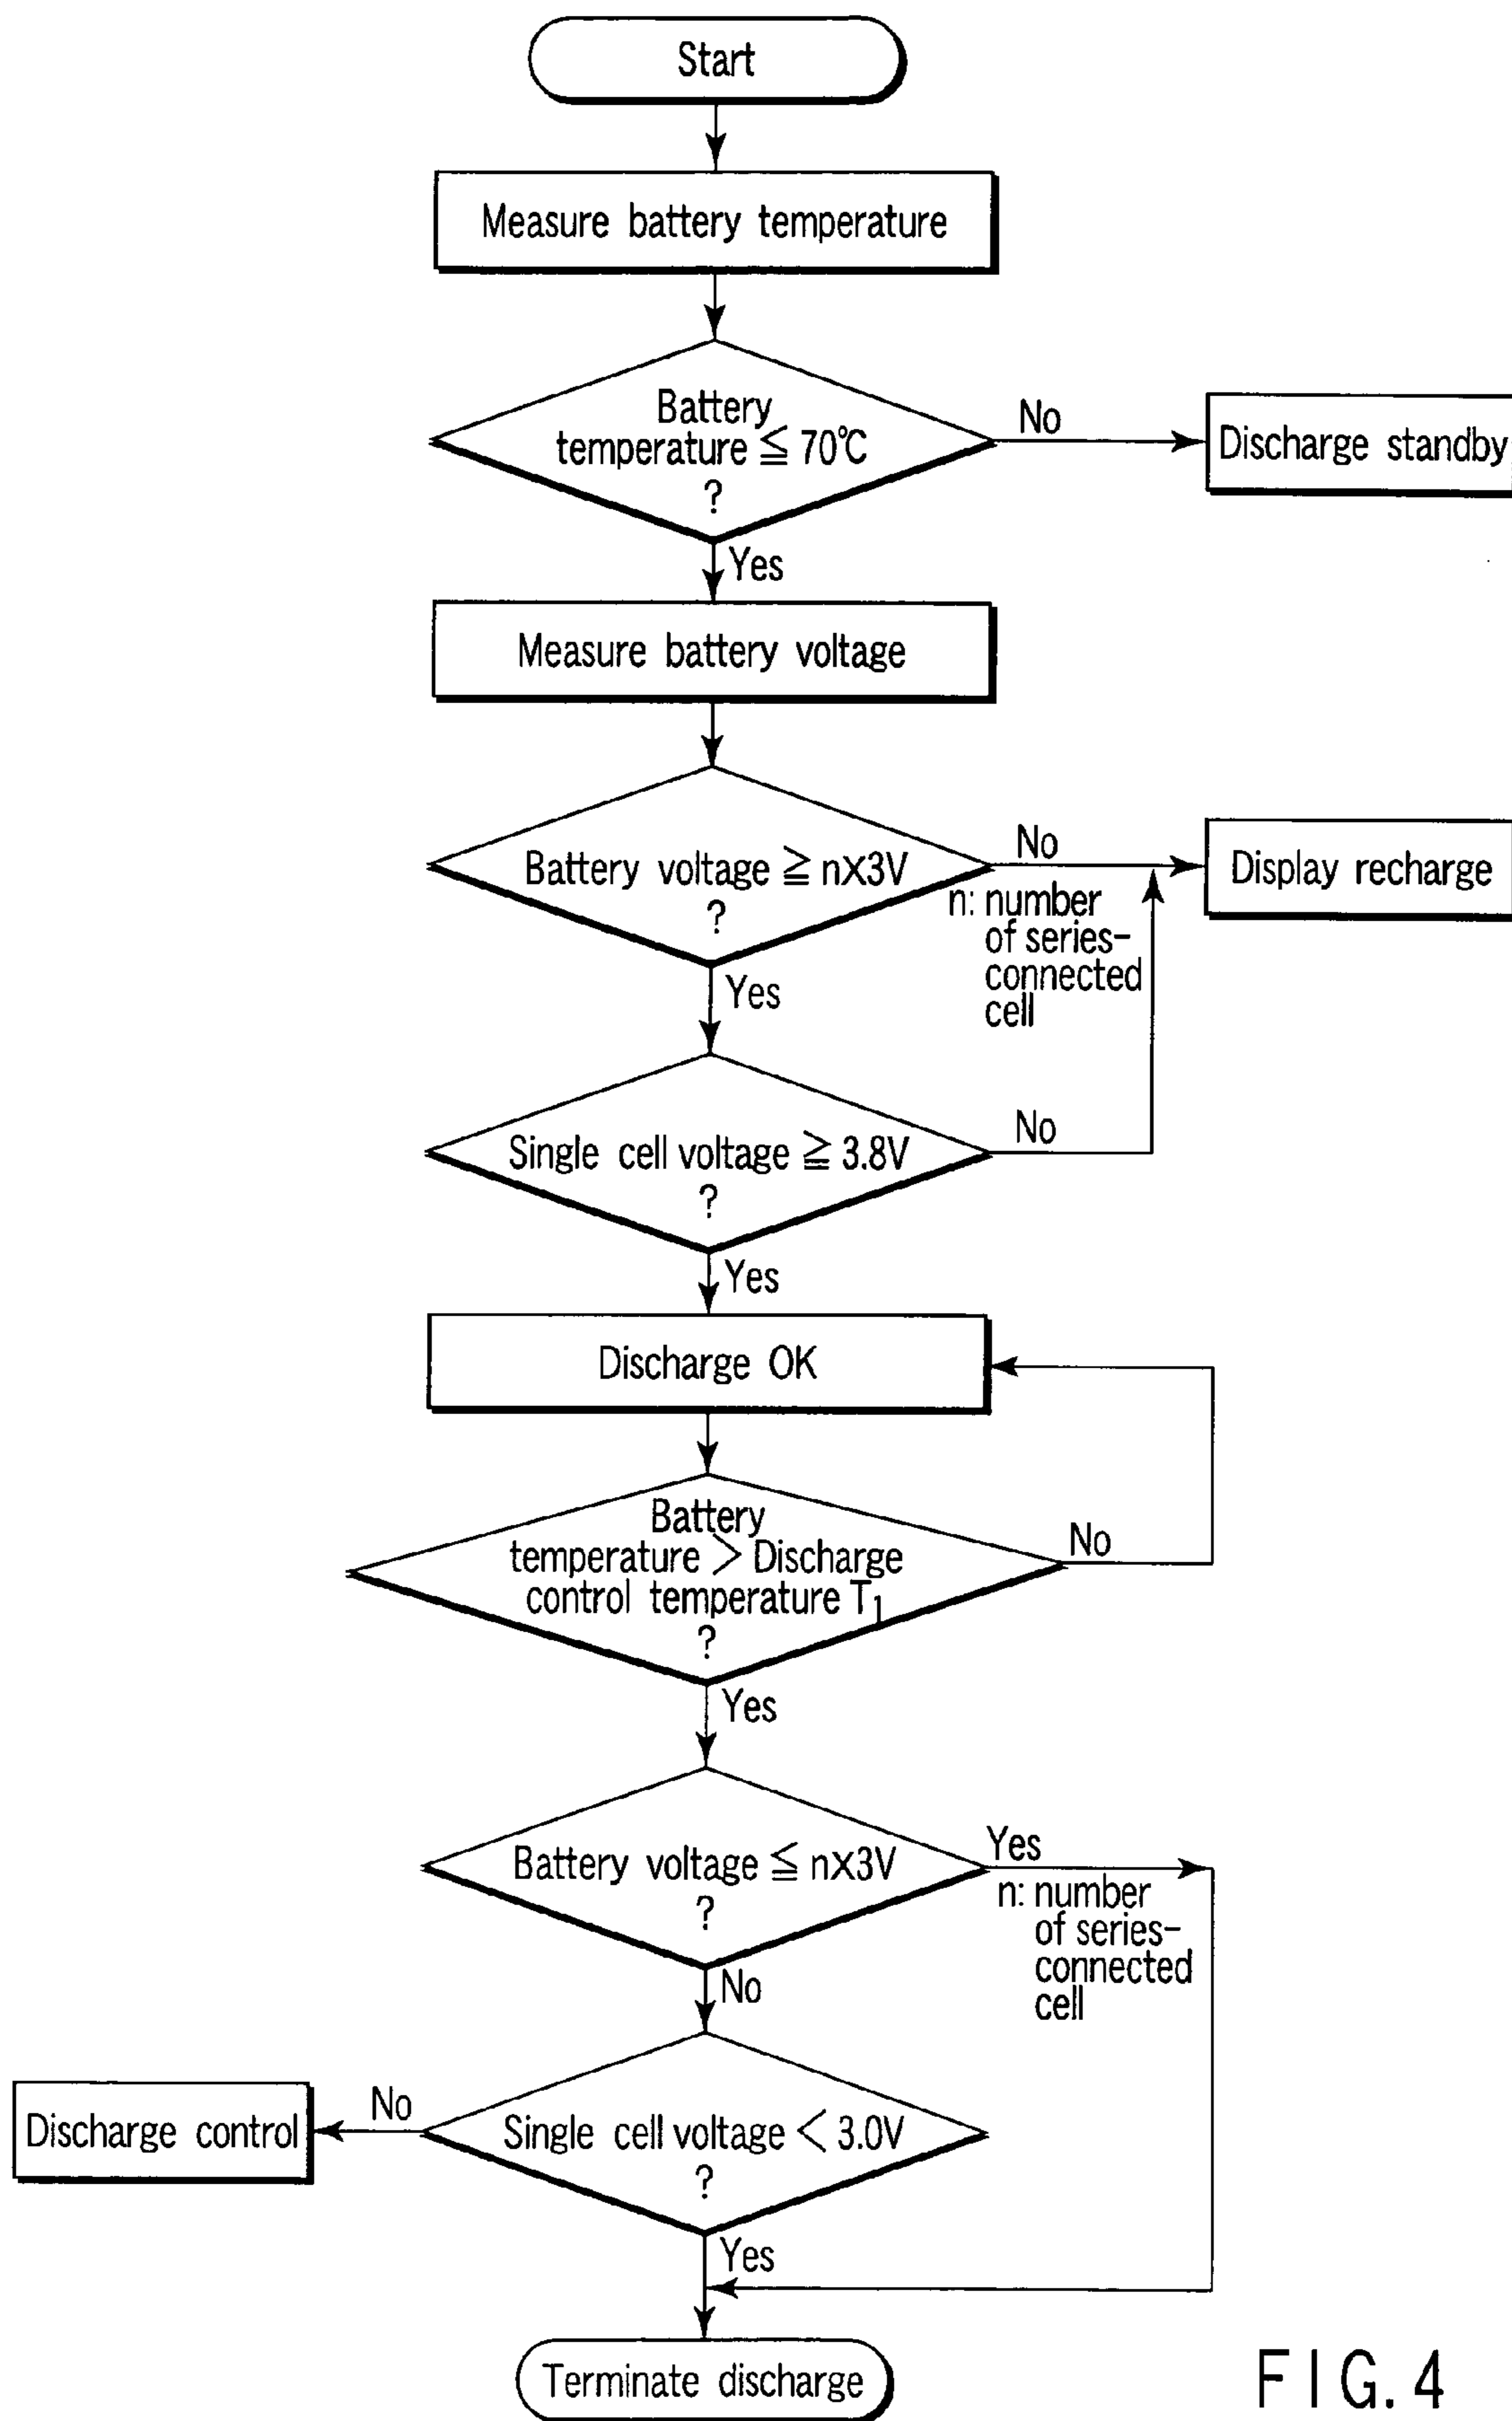 Start
Measure battery temperature
Battery
temperature ≦ 70℃
?
No
Discharge standby
Yes
Measure battery voltage
Battery voltage ≧ nX3V
?
No
n: number
of series-
connected
cell
Display recharge
Yes
Single cell voltage ≧ 3.8V
?
No
Yes
Discharge OK
Battery
temperature > Discharge
control temperature T1
?
No
Yes
Battery voltage ≦ nX3V
?
Yes
n: number
of series-
connected
cell
No
Single cell voltage < 3.0V
?
No
Discharge control
Yes
Terminate discharge
FIG. 4